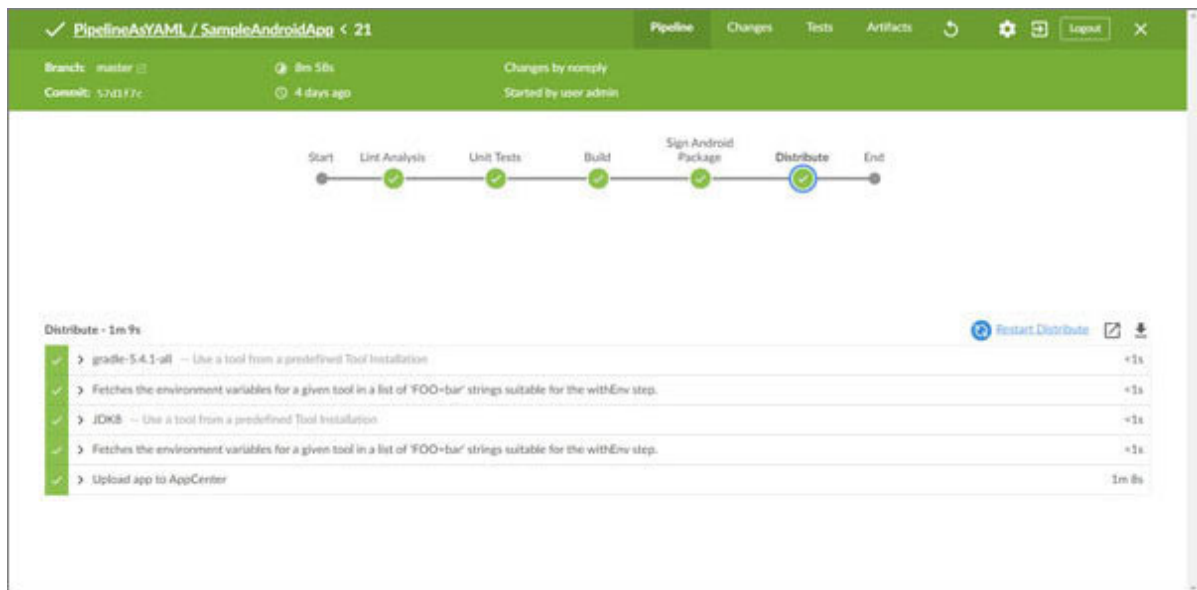 PipelineAsYAML / SampleAndroidApp < 21
Pipeline
Changes
Tests
Artifacts
Logout
Branch: master
8m 58s
Changes by noreply
Commit: 57d1f7c
4 days ago
Started by user admin
Start
Lint Analysis
Unit Tests
Build
Sign Android
Package
Distribute
End
Distribute - 1m 9s
Restart Distribute
gradle-5.4.1-all — Use a tool from a predefined Tool Installation
<1s
Fetches the environment variables for a given tool in a list of 'FOO=bar' strings suitable for the withEnv step.
<1s
JDK8 — Use a tool from a predefined Tool Installation
<1s
Fetches the environment variables for a given tool in a list of 'FOO=bar' strings suitable for the withEnv step.
<1s
Upload app to AppCenter
1m 8s